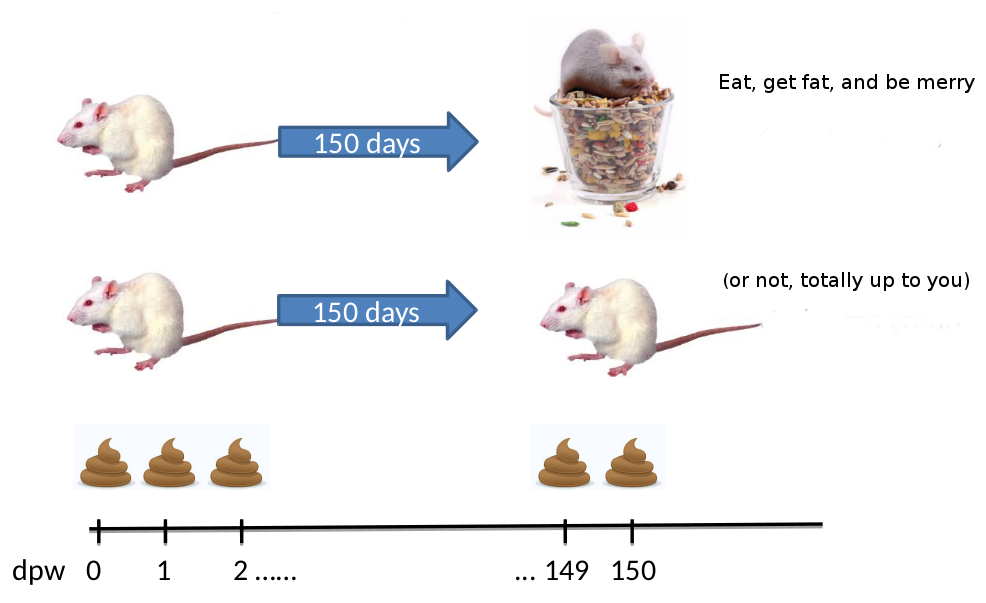 Eat, get fat, and be merry
150 days
(or not, totally up to you)
150 days
dpw 0 1 2 …… … 149 150